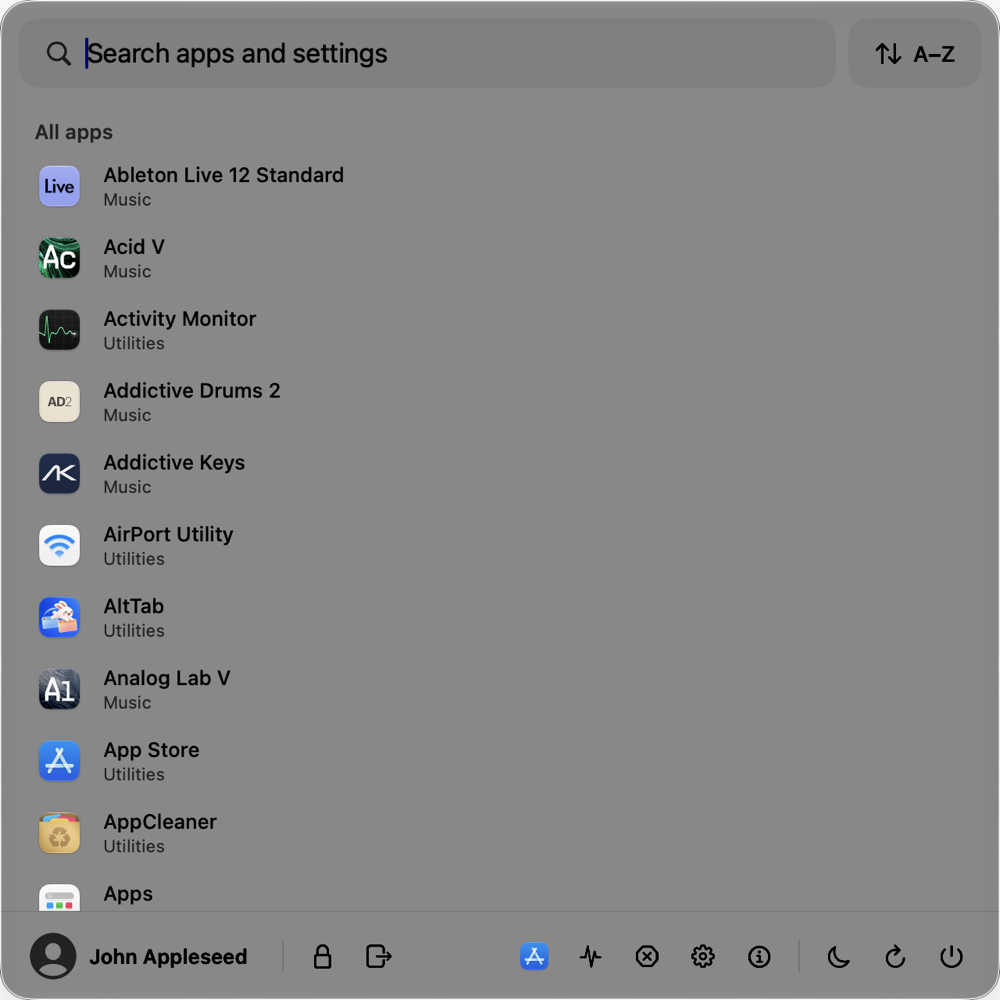 Search apps and settings
A–Z
All apps
Live
Ableton Live 12 Standard
Music
Ac
Acid V
Music
Activity Monitor
Utilities
AD2
Addictive Drums 2
Music
AK
Addictive Keys
Music
AirPort Utility
Utilities
AltTab
Utilities
A1
Analog Lab V
Music
App Store
Utilities
AppCleaner
Utilities
Apps
John Appleseed